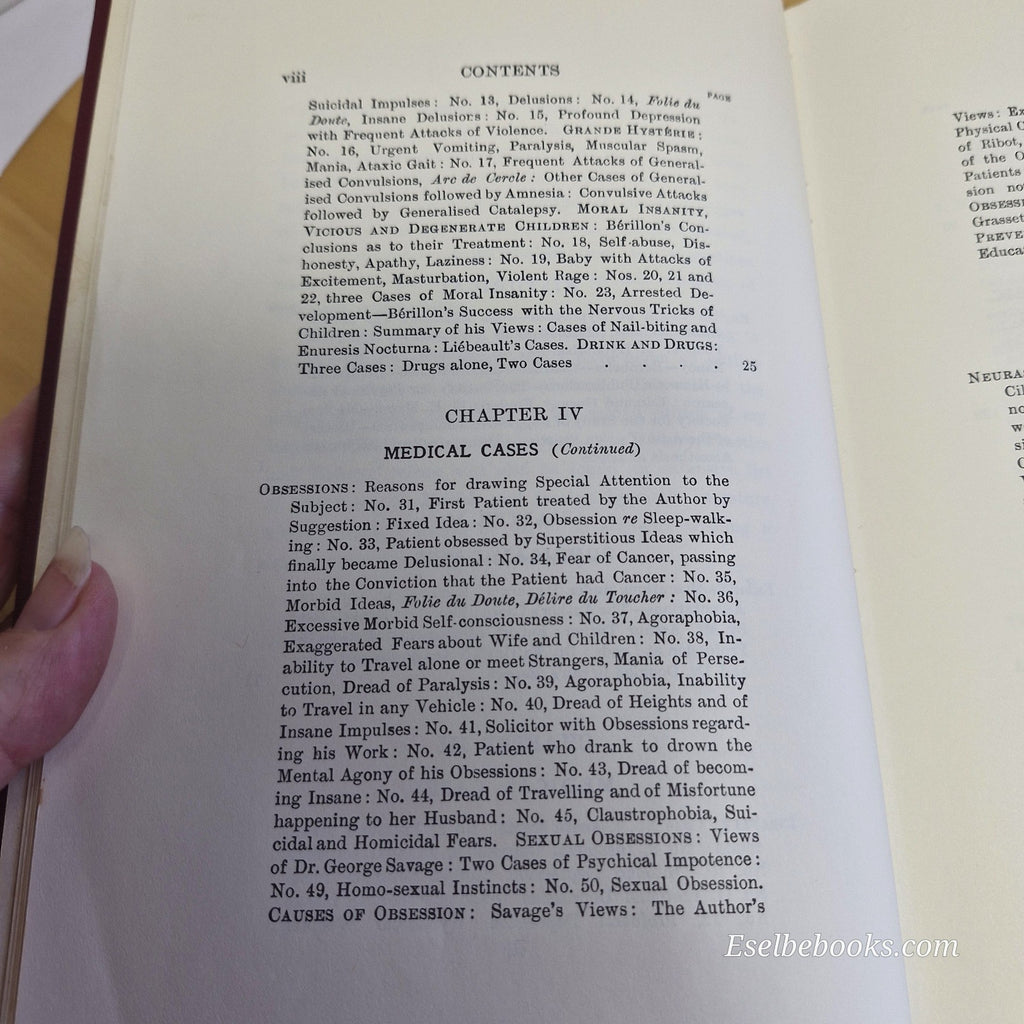 viii
CONTENTS
PAGE
Suicidal Impulses: No. 13, Delusions: No. 14, Folie du
Doute, Insane Delusions: No. 15, Profound Depression
with Frequent Attacks of Violence. GRANDE HYSTÉRIE:
No. 16, Urgent Vomiting, Paralysis, Muscular Spasm,
Mania, Ataxic Gait: No. 17, Frequent Attacks of General-
ised Convulsions, Arc de Cercle: Other Cases of General-
ised Convulsions followed by Amnesia: Convulsive Attacks
followed by Generalised Catalepsy. MORAL INSANITY,
VICIOUS AND DEGENERATE CHILDREN: Bérillon's Con-
clusions as to their Treatment: No. 18, Self-abuse, Dis-
honesty, Apathy, Laziness: No. 19, Baby with Attacks of
Excitement, Masturbation, Violent Rage: Nos. 20, 21 and
22, three Cases of Moral Insanity: No. 23, Arrested De-
velopment—Bérillon's Success with the Nervous Tricks of
Children: Summary of his Views: Cases of Nail-biting and
Enuresis Nocturna: Liébeault's Cases. DRINK AND DRUGS:
Three Cases: Drugs alone, Two Cases . . . . 25
CHAPTER IV
MEDICAL CASES (Continued)
OBSESSIONS: Reasons for drawing Special Attention to the
Subject: No. 31, First Patient treated by the Author by
Suggestion: Fixed Idea: No. 32, Obsession re Sleep-walk-
ing: No. 33, Patient obsessed by Superstitious Ideas which
finally became Delusional: No. 34, Fear of Cancer, passing
into the Conviction that the Patient had Cancer: No. 35,
Morbid Ideas, Folie du Doute, Délire du Toucher: No. 36,
Excessive Morbid Self-consciousness: No. 37, Agoraphobia,
Exaggerated Fears about Wife and Children: No. 38, In-
ability to Travel alone or meet Strangers, Mania of Perse-
cution, Dread of Paralysis: No. 39, Agoraphobia, Inability
to Travel in any Vehicle: No. 40, Dread of Heights and of
Insane Impulses: No. 41, Solicitor with Obsessions regard-
ing his Work: No. 42, Patient who drank to drown the
Mental Agony of his Obsessions: No. 43, Dread of becom-
ing Insane: No. 44, Dread of Travelling and of Misfortune
happening to her Husband: No. 45, Claustrophobia, Sui-
cidal and Homicidal Fears. SEXUAL OBSESSIONS: Views
of Dr. George Savage: Two Cases of Psychical Impotence:
No. 49, Homo-sexual Instincts: No. 50, Sexual Obsession.
CAUSES OF OBSESSION: Savage's Views: The Author's
Views: Ex
Physical C
of Ribot,
of the O
Patients
sion no
OBSESSI
Grasset
PREVE
Educa
NEURA
Cil
no
w
si
Eselbebooks.com